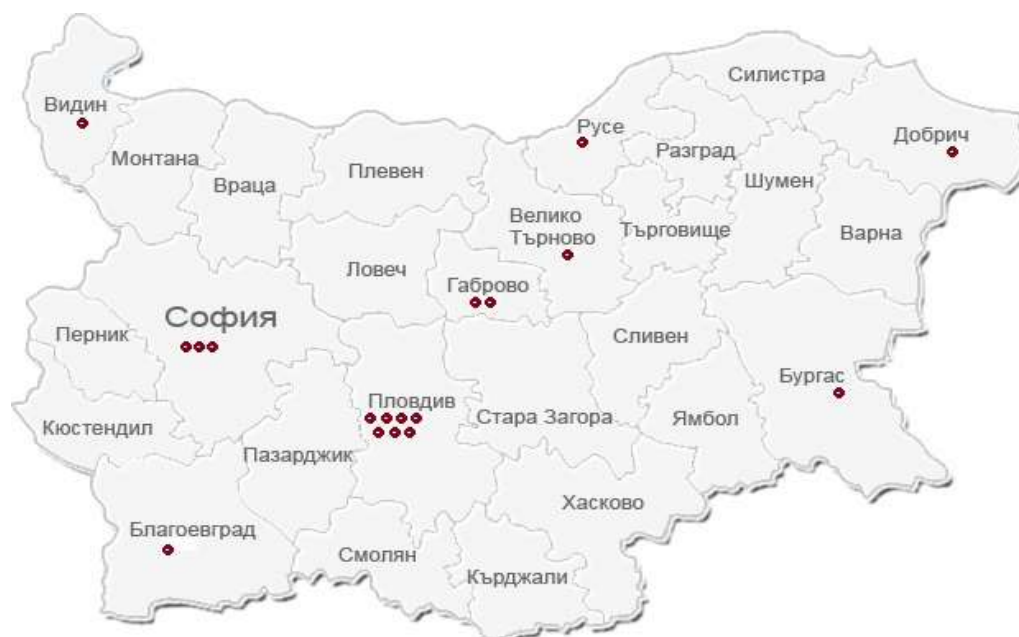 Силистра
Видин
Русе
Добрич
Разград
Монтана
Плевен
Шумен
Враца
Велико
Търново
Търговище
Варна
Ловеч
Габрово
София
Перник
Сливен
Бургас
Пловдив
Стара Загора
Ямбол
Кюстендил
Пазарджик
Хасково
Благоевград
Смолян
Кърджали